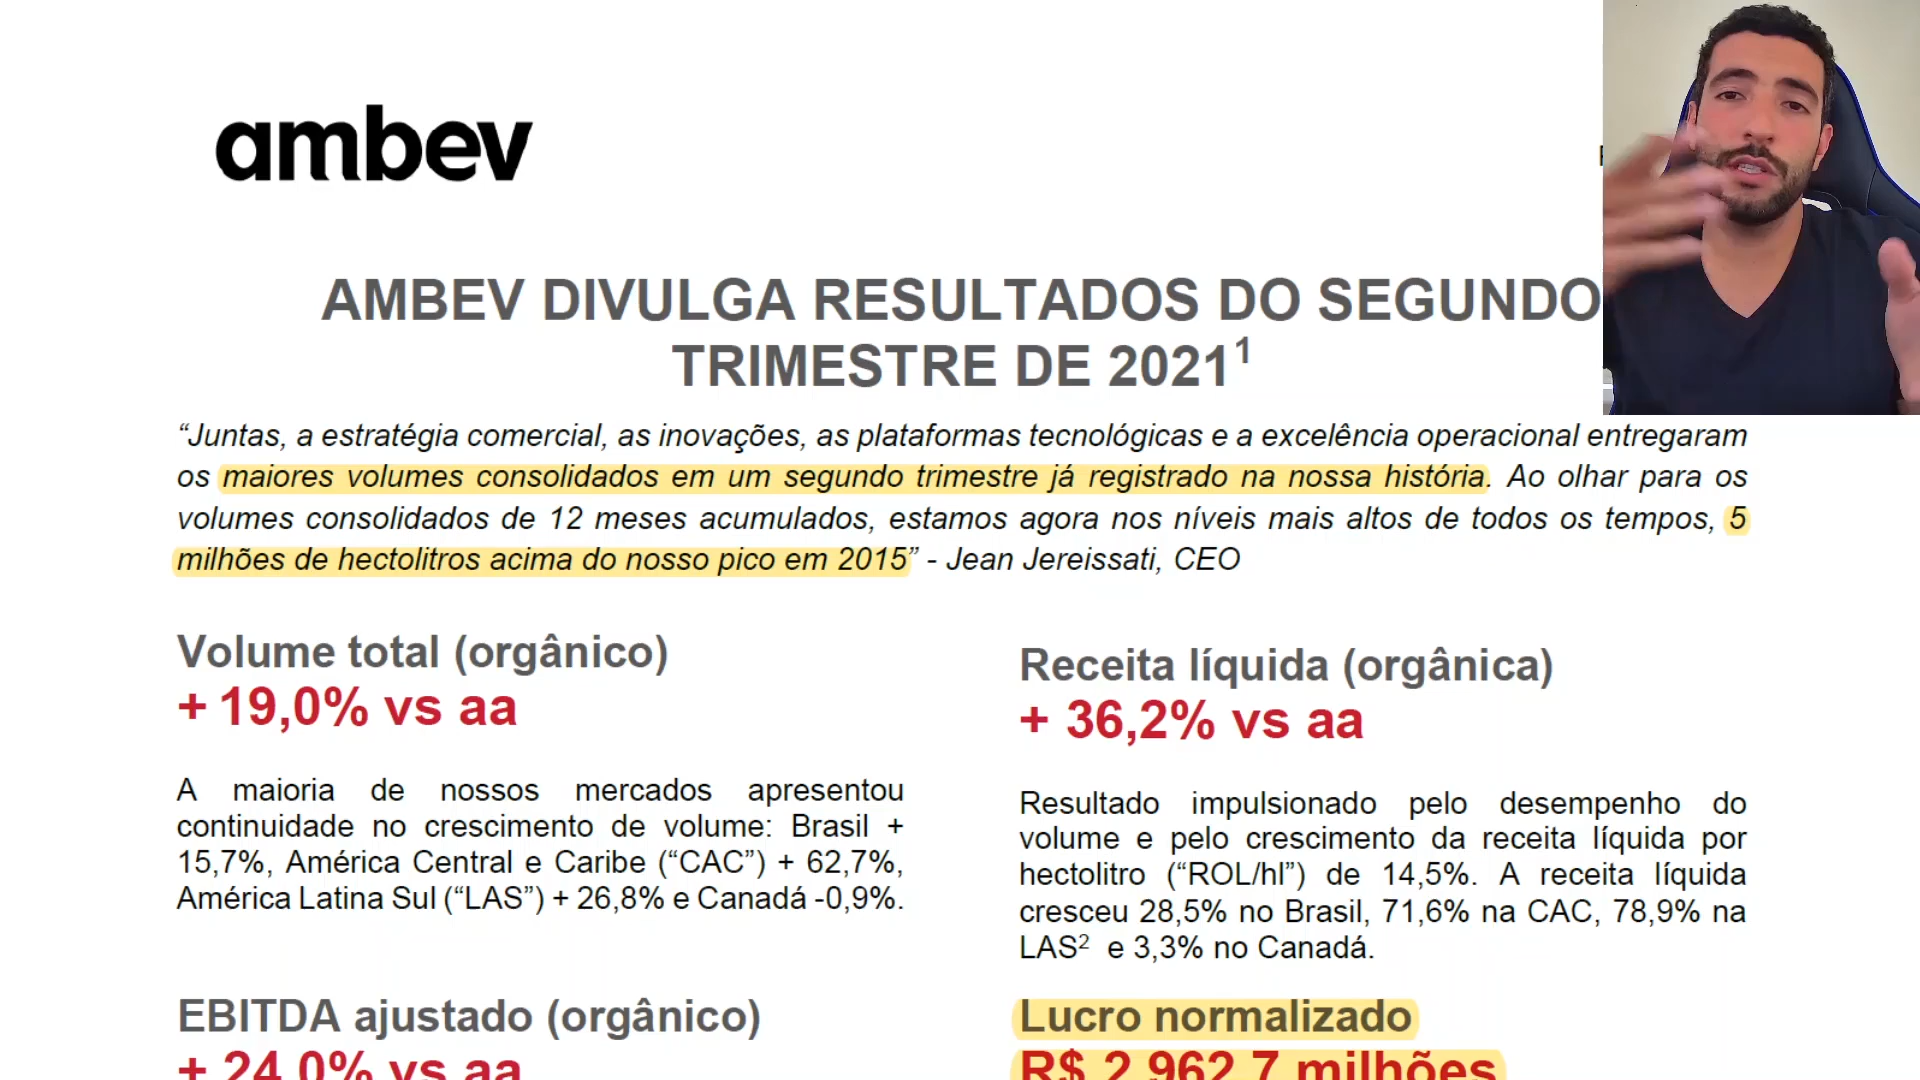 ambev
AMBEV DIVULGA RESULTADOS DO SEGUNDO
TRIMESTRE DE 2021¹
“Juntas, a estratégia comercial, as inovações, as plataformas tecnológicas e a excelência operacional entregaram
os maiores volumes consolidados em um segundo trimestre já registrado na nossa história. Ao olhar para os
volumes consolidados de 12 meses acumulados, estamos agora nos níveis mais altos de todos os tempos, 5
milhões de hectolitros acima do nosso pico em 2015” - Jean Jereissati, CEO
Volume total (orgânico)
+ 19,0% vs aa
A maioria de nossos mercados apresentou
continuidade no crescimento de volume: Brasil +
15,7%, América Central e Caribe (“CAC”) + 62,7%,
América Latina Sul (“LAS”) + 26,8% e Canadá -0,9%.
Receita líquida (orgânica)
+ 36,2% vs aa
Resultado impulsionado pelo desempenho do
volume e pelo crescimento da receita líquida por
hectolitro (“ROL/hl”) de 14,5%. A receita líquida
cresceu 28,5% no Brasil, 71,6% na CAC, 78,9% na
LAS² e 3,3% no Canadá.
EBITDA ajustado (orgânico)
+ 24,0% vs aa
Lucro normalizado
R$ 2.962,7 milhões